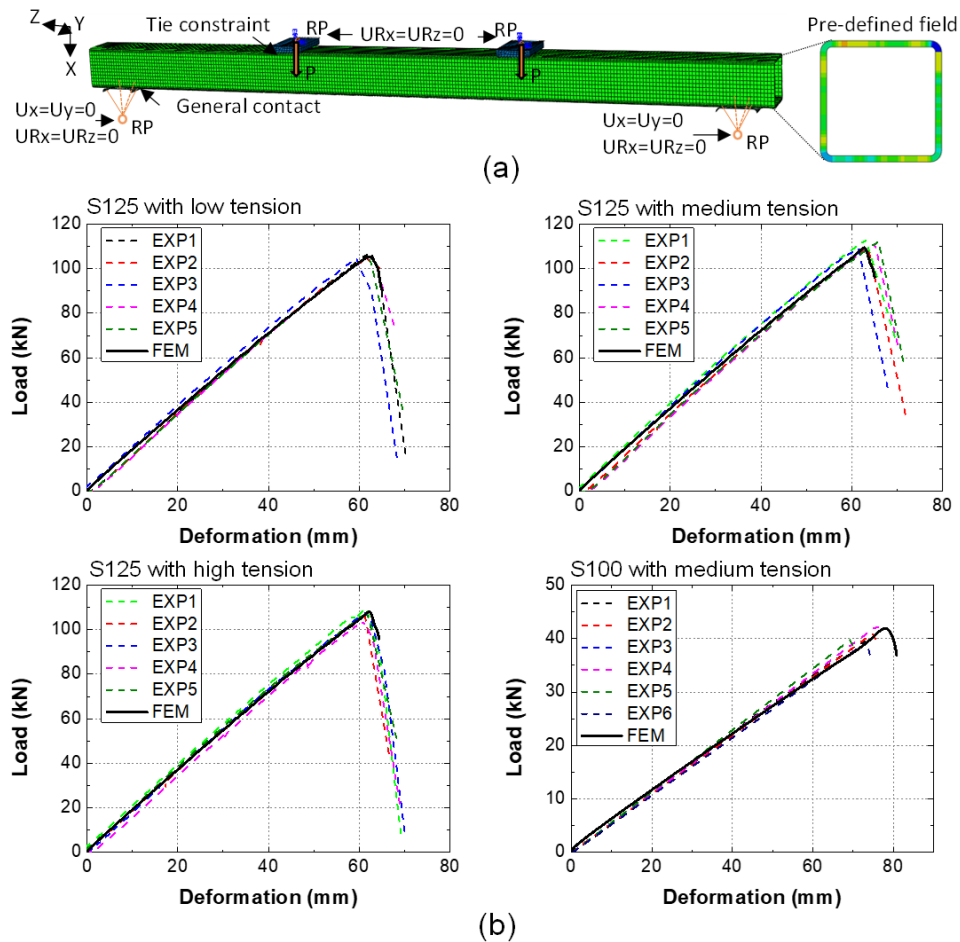 Z
Y
X
Tie constraint
RP
URx=URz=0
RP
Pre-defined field
P
P
General contact
Ux=Uy=0
URx=URz=0
RP
Ux=Uy=0
URx=URz=0
RP
(a)
S125 with low tension
120
100
80
60
40
20
0
Load (kN)
EXP1
EXP2
EXP3
EXP4
EXP5
FEM
0 20 40 60 80
Deformation (mm)
S125 with medium tension
120
100
80
60
40
20
0
Load (kN)
EXP1
EXP2
EXP3
EXP4
EXP5
FEM
0 20 40 60 80
Deformation (mm)
S125 with high tension
120
100
80
60
40
20
0
Load (kN)
EXP1
EXP2
EXP3
EXP4
EXP5
FEM
0 20 40 60 80
Deformation (mm)
S100 with medium tension
50
40
30
20
10
0
Load (kN)
EXP1
EXP2
EXP3
EXP4
EXP5
EXP6
FEM
0 20 40 60 80
Deformation (mm)
(b)